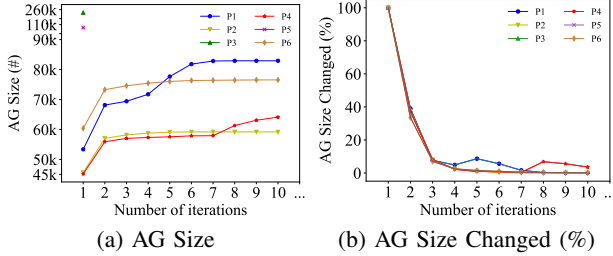 260k
110k
90k
80k
70k
60k
50k
45k
AG Size (#)
P1 P4
P2 P5
P3 P6
1 2 3 4 5 6 7 8 9 10 ...
Number of iterations
(a) AG Size
100
80
60
40
20
0
AG Size Changed (%)
P1 P4
P2 P5
P3 P6
1 2 3 4 5 6 7 8 9 10 ...
Number of iterations
(b) AG Size Changed (%)